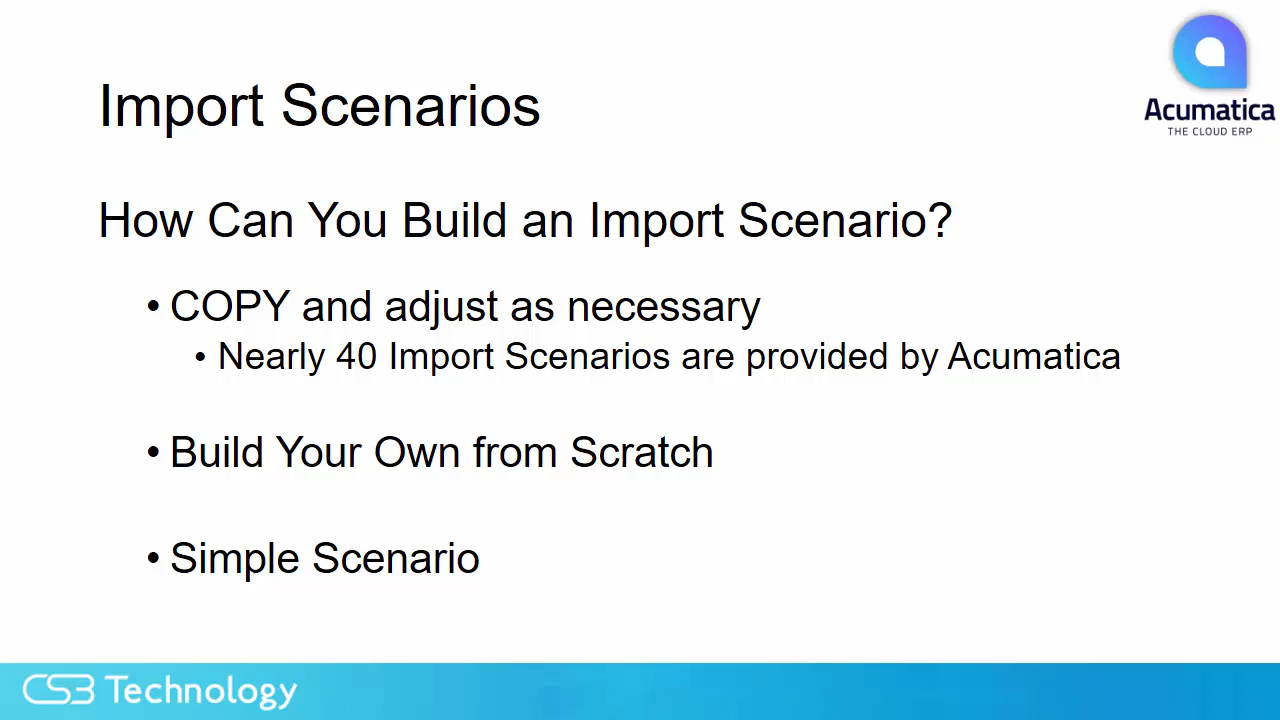 Acumatica
THE CLOUD ERP
Import Scenarios
How Can You Build an Import Scenario?
• COPY and adjust as necessary
• Nearly 40 Import Scenarios are provided by Acumatica
• Build Your Own from Scratch
• Simple Scenario
CS3 Technology